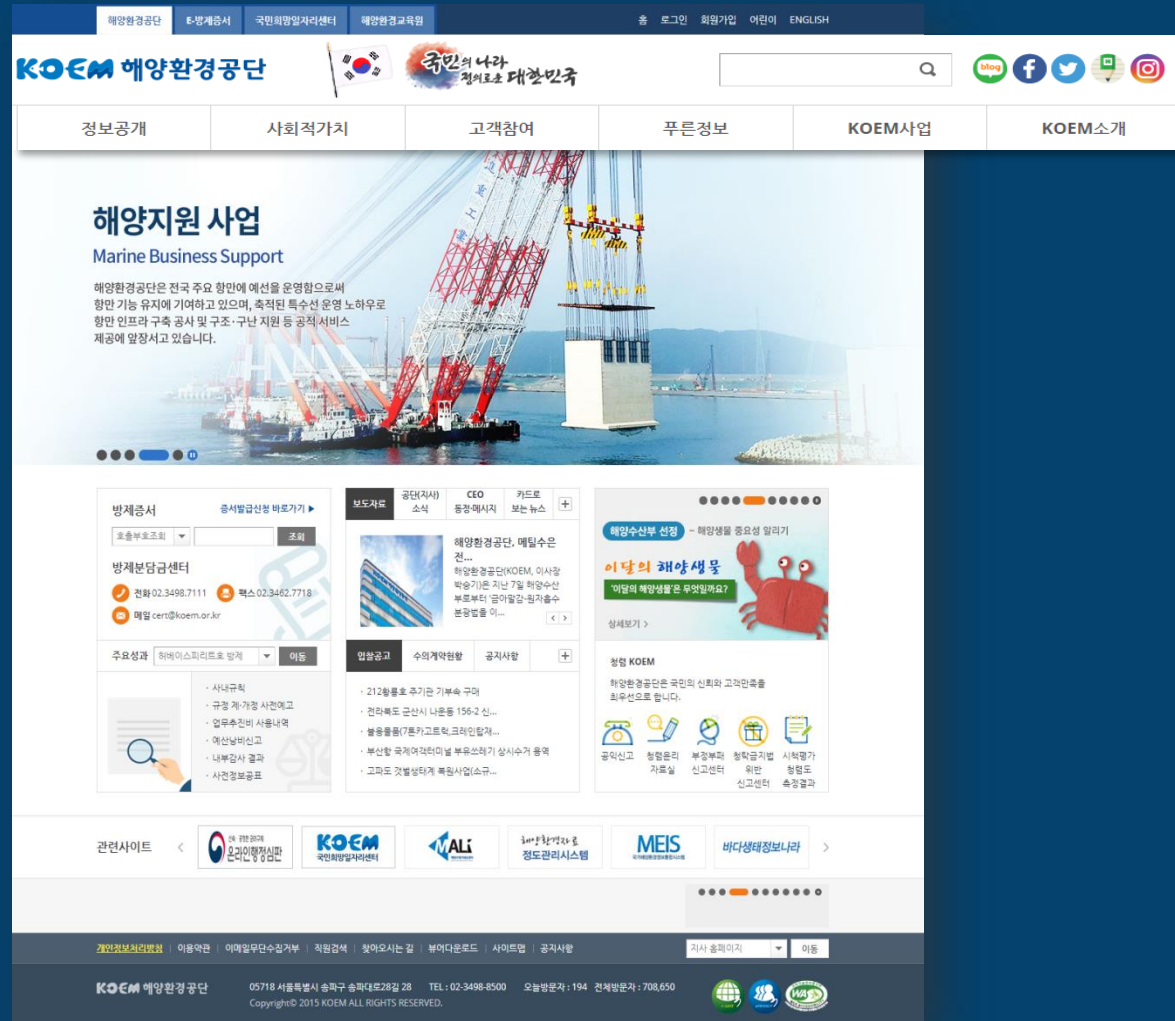 해양환경공단 E-방제증서 국민희망일자리센터 해양환경교육원 홈 로그인 회원가입 어린이 ENGLISH
KOEM 해양환경공단 국민의 나라 정의로운 대한민국 blog
정보공개 사회적가치 고객참여 푸른정보 KOEM사업 KOEM소개
해양지원 사업
Marine Business Support
해양환경공단은 전국 주요 항만에 예선을 운영함으로써
항만 기능 유지에 기여하고 있으며, 축적된 특수선 운영 노하우로
항만 인프라 구축 공사 및 구조·구난 지원 등 공적 서비스
제공에 앞장서고 있습니다.
방제증서 증서발급신청 바로가기 ▶
호출부호조회 조회
방제분담금센터
전화 02.3498.7111 팩스 02.3462.7718
메일 cert@koem.or.kr
주요성과 허베이스피리트호 방제 이동
· 사내규칙
· 규정 제·개정 사전예고
· 업무추진비 사용내역
· 예산낭비신고
· 내부감사 결과
· 사전정보공표
보도자료 공단(지사) 소식 CEO 동정·메시지 카드로 보는 뉴스 +
해양환경공단, 메틸수은
전...
해양환경공단(KOEM, 이사장
박승기)은 지난 7일 해양수산
부로부터 '금아말감-원자흡수
분광법을 이...
입찰공고 수의계약현황 공지사항 +
· 212황룡호 주기관 기부속 구매
· 전라북도 군산시 나운동 156-2 신...
· 불용물품(7톤카고트럭,크레인탑재...
· 부산항 국제여객터미널 부유쓰레기 상시수거 용역
· 고파도 갯벌생태계 복원사업(소규...
해양수산부 선정 ~ 해양생물 중요성 알리기
이달의 해양생물
'이달의 해양생물'은 무엇일까요?
상세보기 >
청렴 KOEM
해양환경공단은 국민의 신뢰와 고객만족을
최우선으로 합니다.
공익신고 청렴윤리 자료실 부정부패 신고센터 청탁금지법 위반 신고센터 시책평가 청렴도 측정결과
관련사이트 < 온라인행정심판 KOEM 국민희망일자리센터 MALi 해양환경자료 정도관리시스템 MEIS 바다생태정보나라 >
개인정보처리방침 이용약관 이메일무단수집거부 직원검색 찾아오시는 길 뷰어다운로드 사이트맵 공지사항 지사 홈페이지 이동
KOEM 해양환경공단 05718 서울특별시 송파구 송파대로28길 28 TEL : 02-3498-8500 오늘방문자 : 194 전체방문자 : 708,650
Copyright© 2015 KOEM ALL RIGHTS RESERVED.